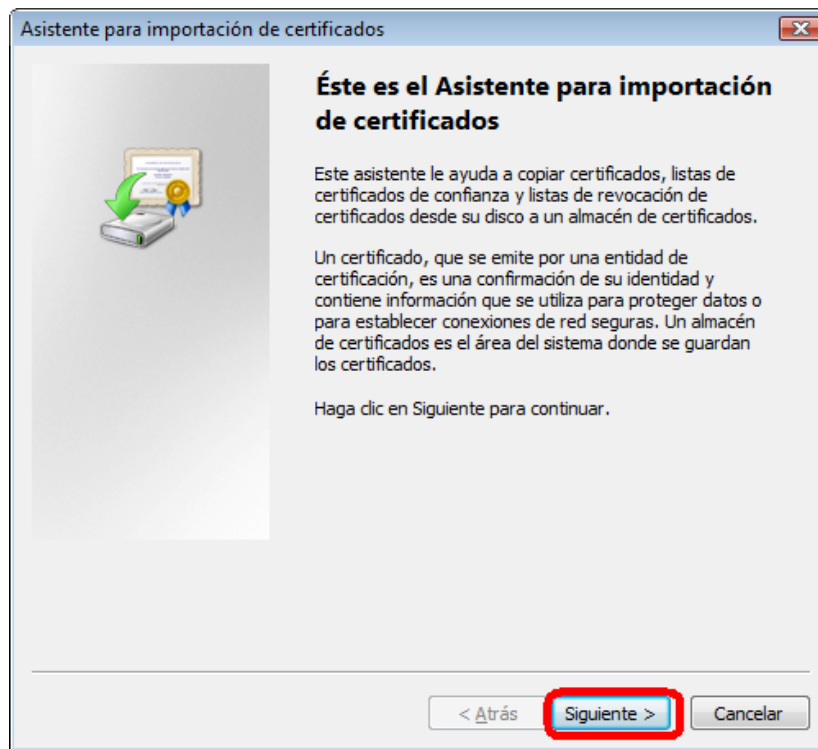 Asistente para importación de certificados
Éste es el Asistente para importación
de certificados
Este asistente le ayuda a copiar certificados, listas de
certificados de confianza y listas de revocación de
certificados desde su disco a un almacén de certificados.
Un certificado, que se emite por una entidad de
certificación, es una confirmación de su identidad y
contiene información que se utiliza para proteger datos o
para establecer conexiones de red seguras. Un almacén
de certificados es el área del sistema donde se guardan
los certificados.
Haga clic en Siguiente para continuar.
< Atrás Siguiente > Cancelar